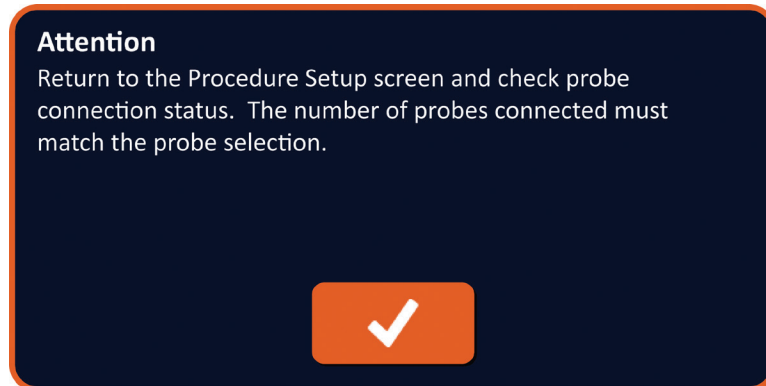 Attention
Return to the Procedure Setup screen and check probe
connection status.  The number of probes connected must
match the probe selection.